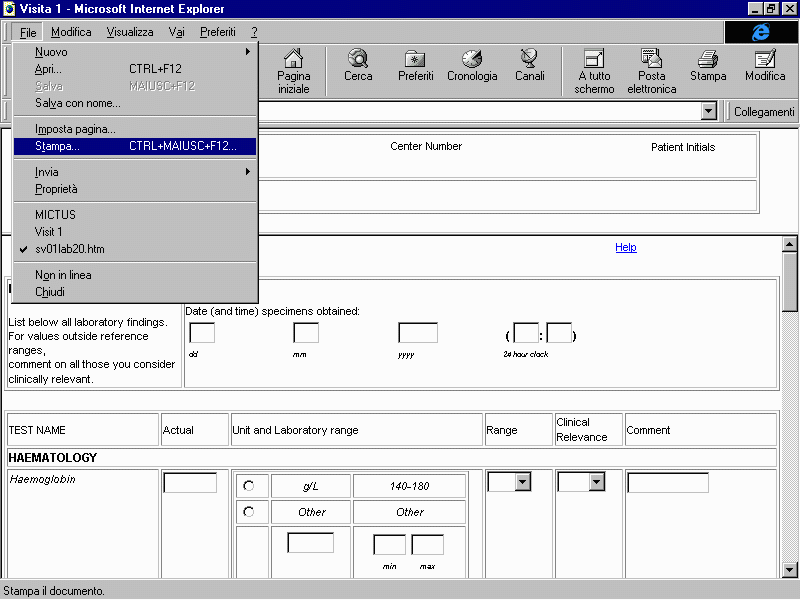 Visita 1 - Microsoft Internet Explorer
File Modifica Visualizza Vai Preferiti ?
Nuovo
Apri... CTRL+F12
Salva MAIUSC+F12
Salva con nome...
Imposta pagina...
Stampa... CTRL+MAIUSC+F12...
Invia
Proprietà
MICTUS
Visit 1
sv01lab20.htm
Non in linea
Chiudi
Pagina iniziale
Cerca
Preferiti
Cronologia
Canali
A tutto schermo
Posta elettronica
Stampa
Modifica
Collegamenti
Center Number Patient Initials
Help
List below all laboratory findings.
For values outside reference
ranges,
comment on all those you consider
clinically relevant.
Date (and time) specimens obtained:
( : )
dd mm yyyy 24 hour clock
TEST NAME Actual Unit and Laboratory range Range Clinical Relevance Comment
HAEMATOLOGY
Haemoglobin g/L 140-180
Other Other
min max
Stampa il documento.